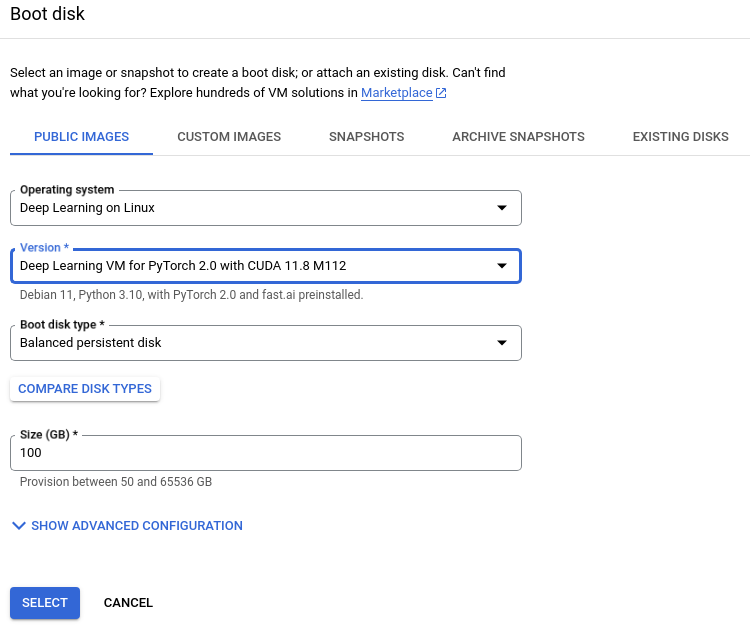 Boot disk
Select an image or snapshot to create a boot disk; or attach an existing disk. Can't find
what you're looking for? Explore hundreds of VM solutions in Marketplace
PUBLIC IMAGES CUSTOM IMAGES SNAPSHOTS ARCHIVE SNAPSHOTS EXISTING DISKS
Operating system
Deep Learning on Linux
Version *
Deep Learning VM for PyTorch 2.0 with CUDA 11.8 M112
Debian 11, Python 3.10, with PyTorch 2.0 and fast.ai preinstalled.
Boot disk type *
Balanced persistent disk
COMPARE DISK TYPES
Size (GB) *
100
Provision between 50 and 65536 GB
SHOW ADVANCED CONFIGURATION
SELECT CANCEL